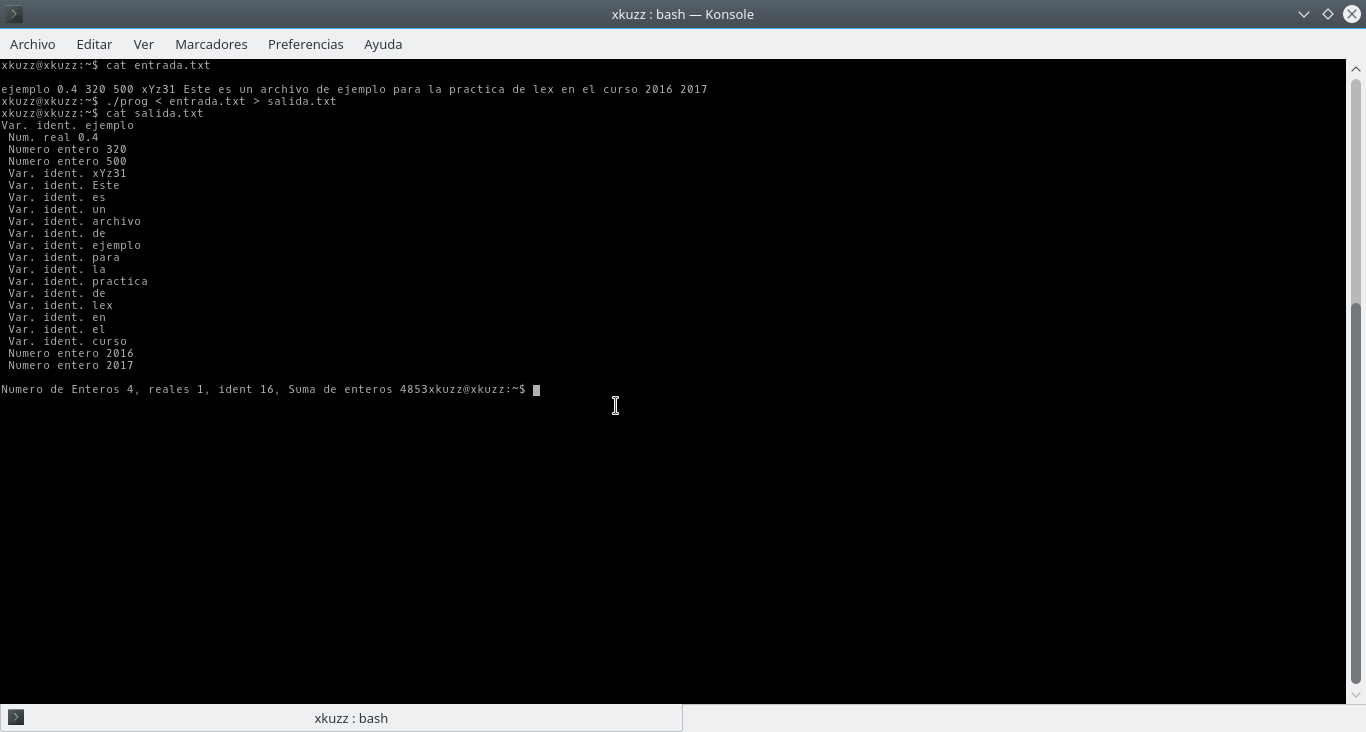 xkuzz : bash — Konsole
Archivo Editar Ver Marcadores Preferencias Ayuda
xkuzz@xkuzz:~$ cat entrada.txt
ejemplo 0.4 320 500 xYz31 Este es un archivo de ejemplo para la practica de lex en el curso 2016 2017
xkuzz@xkuzz:~$ ./prog < entrada.txt > salida.txt
xkuzz@xkuzz:~$ cat salida.txt
Var. ident. ejemplo
Num. real 0.4
Numero entero 320
Numero entero 500
Var. ident. xYz31
Var. ident. Este
Var. ident. es
Var. ident. un
Var. ident. archivo
Var. ident. de
Var. ident. ejemplo
Var. ident. para
Var. ident. la
Var. ident. practica
Var. ident. de
Var. ident. lex
Var. ident. en
Var. ident. el
Var. ident. curso
Numero entero 2016
Numero entero 2017
Numero de Enteros 4, reales 1, ident 16, Suma de enteros 4853xkuzz@xkuzz:~$
xkuzz : bash